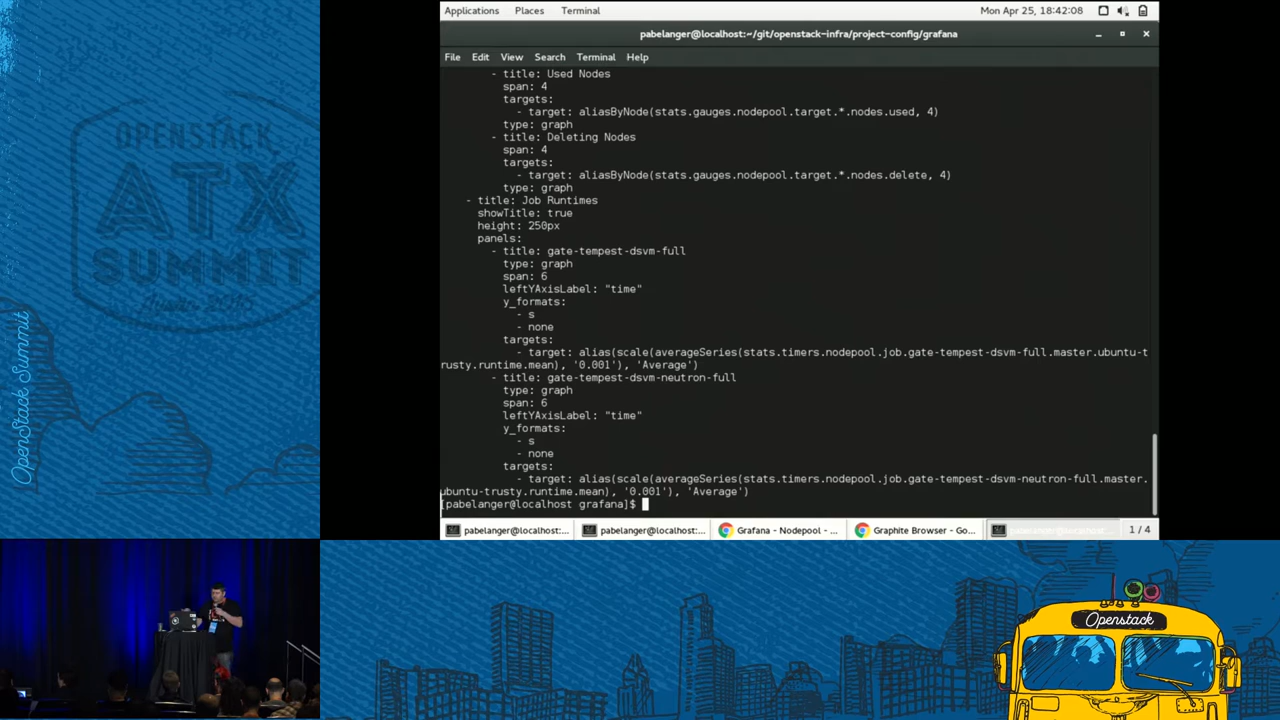 Applications Places Terminal Mon Apr 25, 18:42:08
pabelanger@localhost:~/git/openstack-infra/project-config/grafana
File Edit View Search Terminal Help
- title: Used Nodes
span: 4
targets:
- target: aliasByNode(stats.gauges.nodepool.target.*.nodes.used, 4)
type: graph
- title: Deleting Nodes
span: 4
targets:
- target: aliasByNode(stats.gauges.nodepool.target.*.nodes.delete, 4)
type: graph
- title: Job Runtimes
showTitle: true
height: 250px
panels:
- title: gate-tempest-dsvm-full
type: graph
span: 6
leftYAxisLabel: "time"
y_formats:
- s
- none
targets:
- target: alias(scale(averageSeries(stats.timers.nodepool.job.gate-tempest-dsvm-full.master.ubuntu-t
rusty.runtime.mean), '0.001'), 'Average')
- title: gate-tempest-dsvm-neutron-full
type: graph
span: 6
leftYAxisLabel: "time"
y_formats:
- s
- none
targets:
- target: alias(scale(averageSeries(stats.timers.nodepool.job.gate-tempest-dsvm-neutron-full.master.
ubuntu-trusty.runtime.mean), '0.001'), 'Average')
[pabelanger@localhost grafana]$
pabelanger@localhost:... pabelanger@localhost:... Grafana - Nodepool - ... Graphite Browser - Go... 1 / 4
OPENSTACK
ATX
SUMMIT
Austin 2016
OpenStack Summit
Openstack